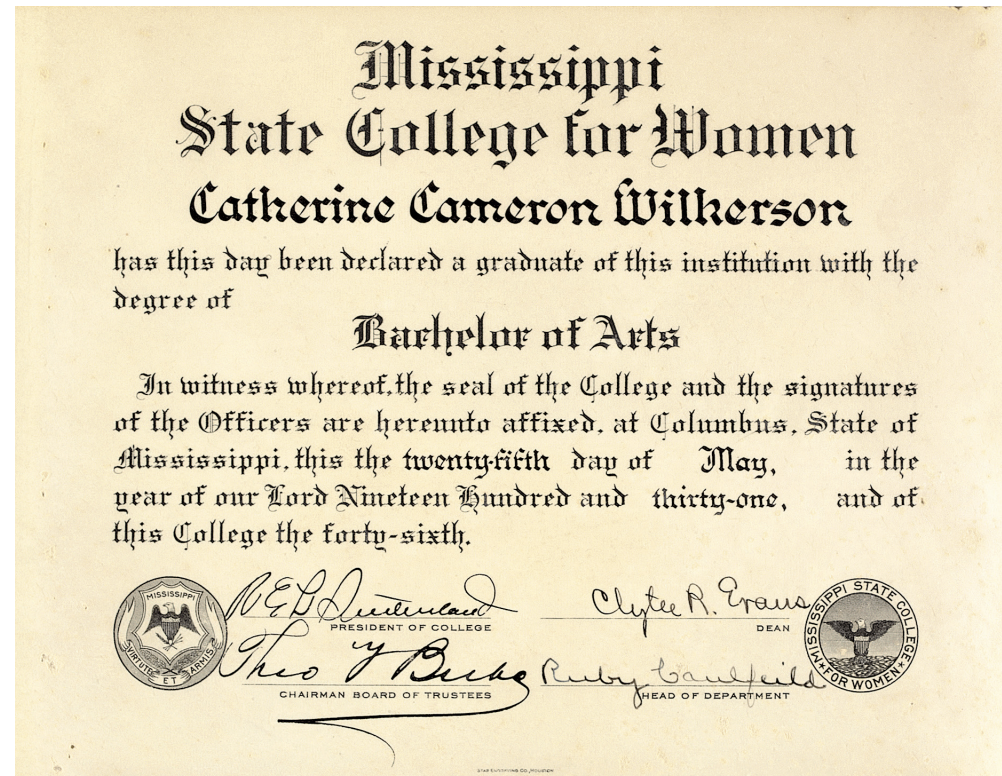 Mississippi
State College for Women
Catherine Cameron Wilkerson
has this day been declared a graduate of this institution with the
degree of
Bachelor of Arts
In witness whereof, the seal of the College and the signatures
of the Officers are hereunto affixed, at Columbus, State of
Mississippi, this the twenty-fifth day of May, in the
year of our Lord Nineteen Hundred and thirty-one, and of
this College the forty-sixth.
MISSISSIPPI
VIRTUTE ET ARMIS
PRESIDENT OF COLLEGE
Clytee R. Evans
DEAN
MISSISSIPPI STATE COLLEGE
FOR WOMEN
Theo
CHAIRMAN BOARD OF TRUSTEES
Ruby Caulfeild
HEAD OF DEPARTMENT
STAR ENGRAVING CO., HOUSTON